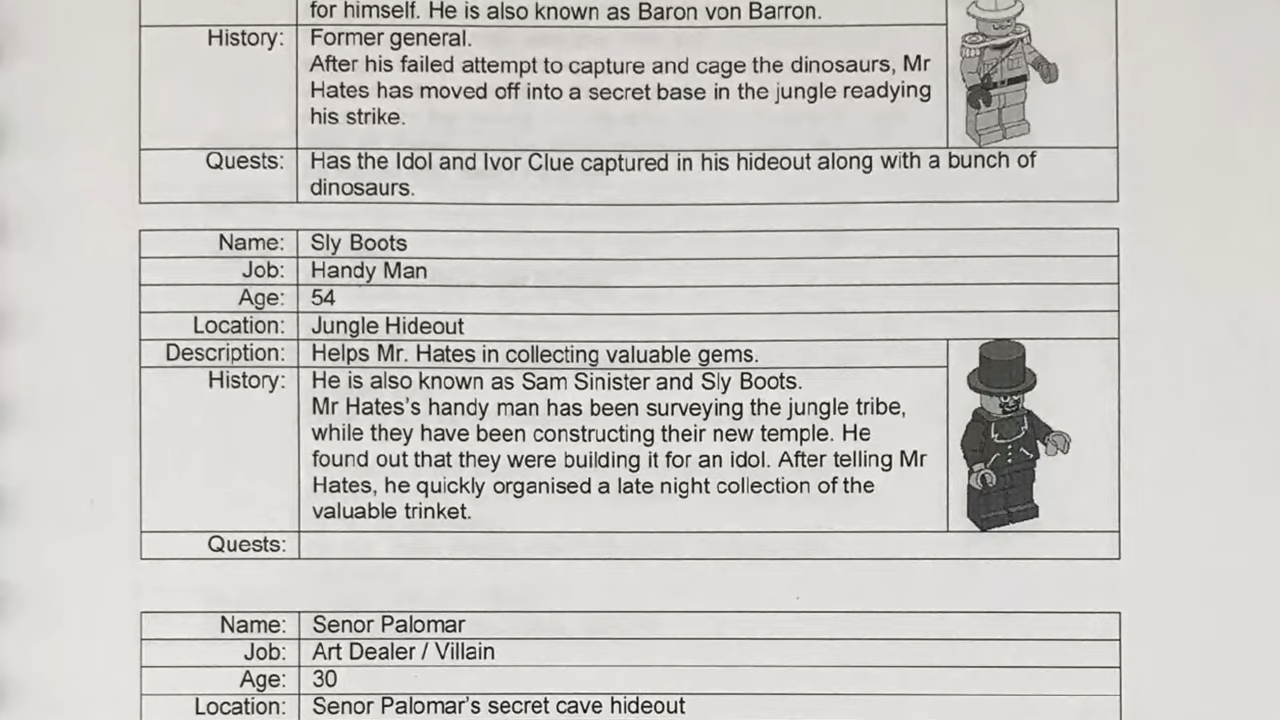 for himself. He is also known as Baron von Barron.
History: Former general.
After his failed attempt to capture and cage the dinosaurs, Mr
Hates has moved off into a secret base in the jungle readying
his strike.
Quests: Has the Idol and Ivor Clue captured in his hideout along with a bunch of
dinosaurs.
Name: Sly Boots
Job: Handy Man
Age: 54
Location: Jungle Hideout
Description: Helps Mr. Hates in collecting valuable gems.
History: He is also known as Sam Sinister and Sly Boots.
Mr Hates's handy man has been surveying the jungle tribe,
while they have been constructing their new temple. He
found out that they were building it for an idol. After telling Mr
Hates, he quickly organised a late night collection of the
valuable trinket.
Quests:
Name: Senor Palomar
Job: Art Dealer / Villain
Age: 30
Location: Senor Palomar's secret cave hideout